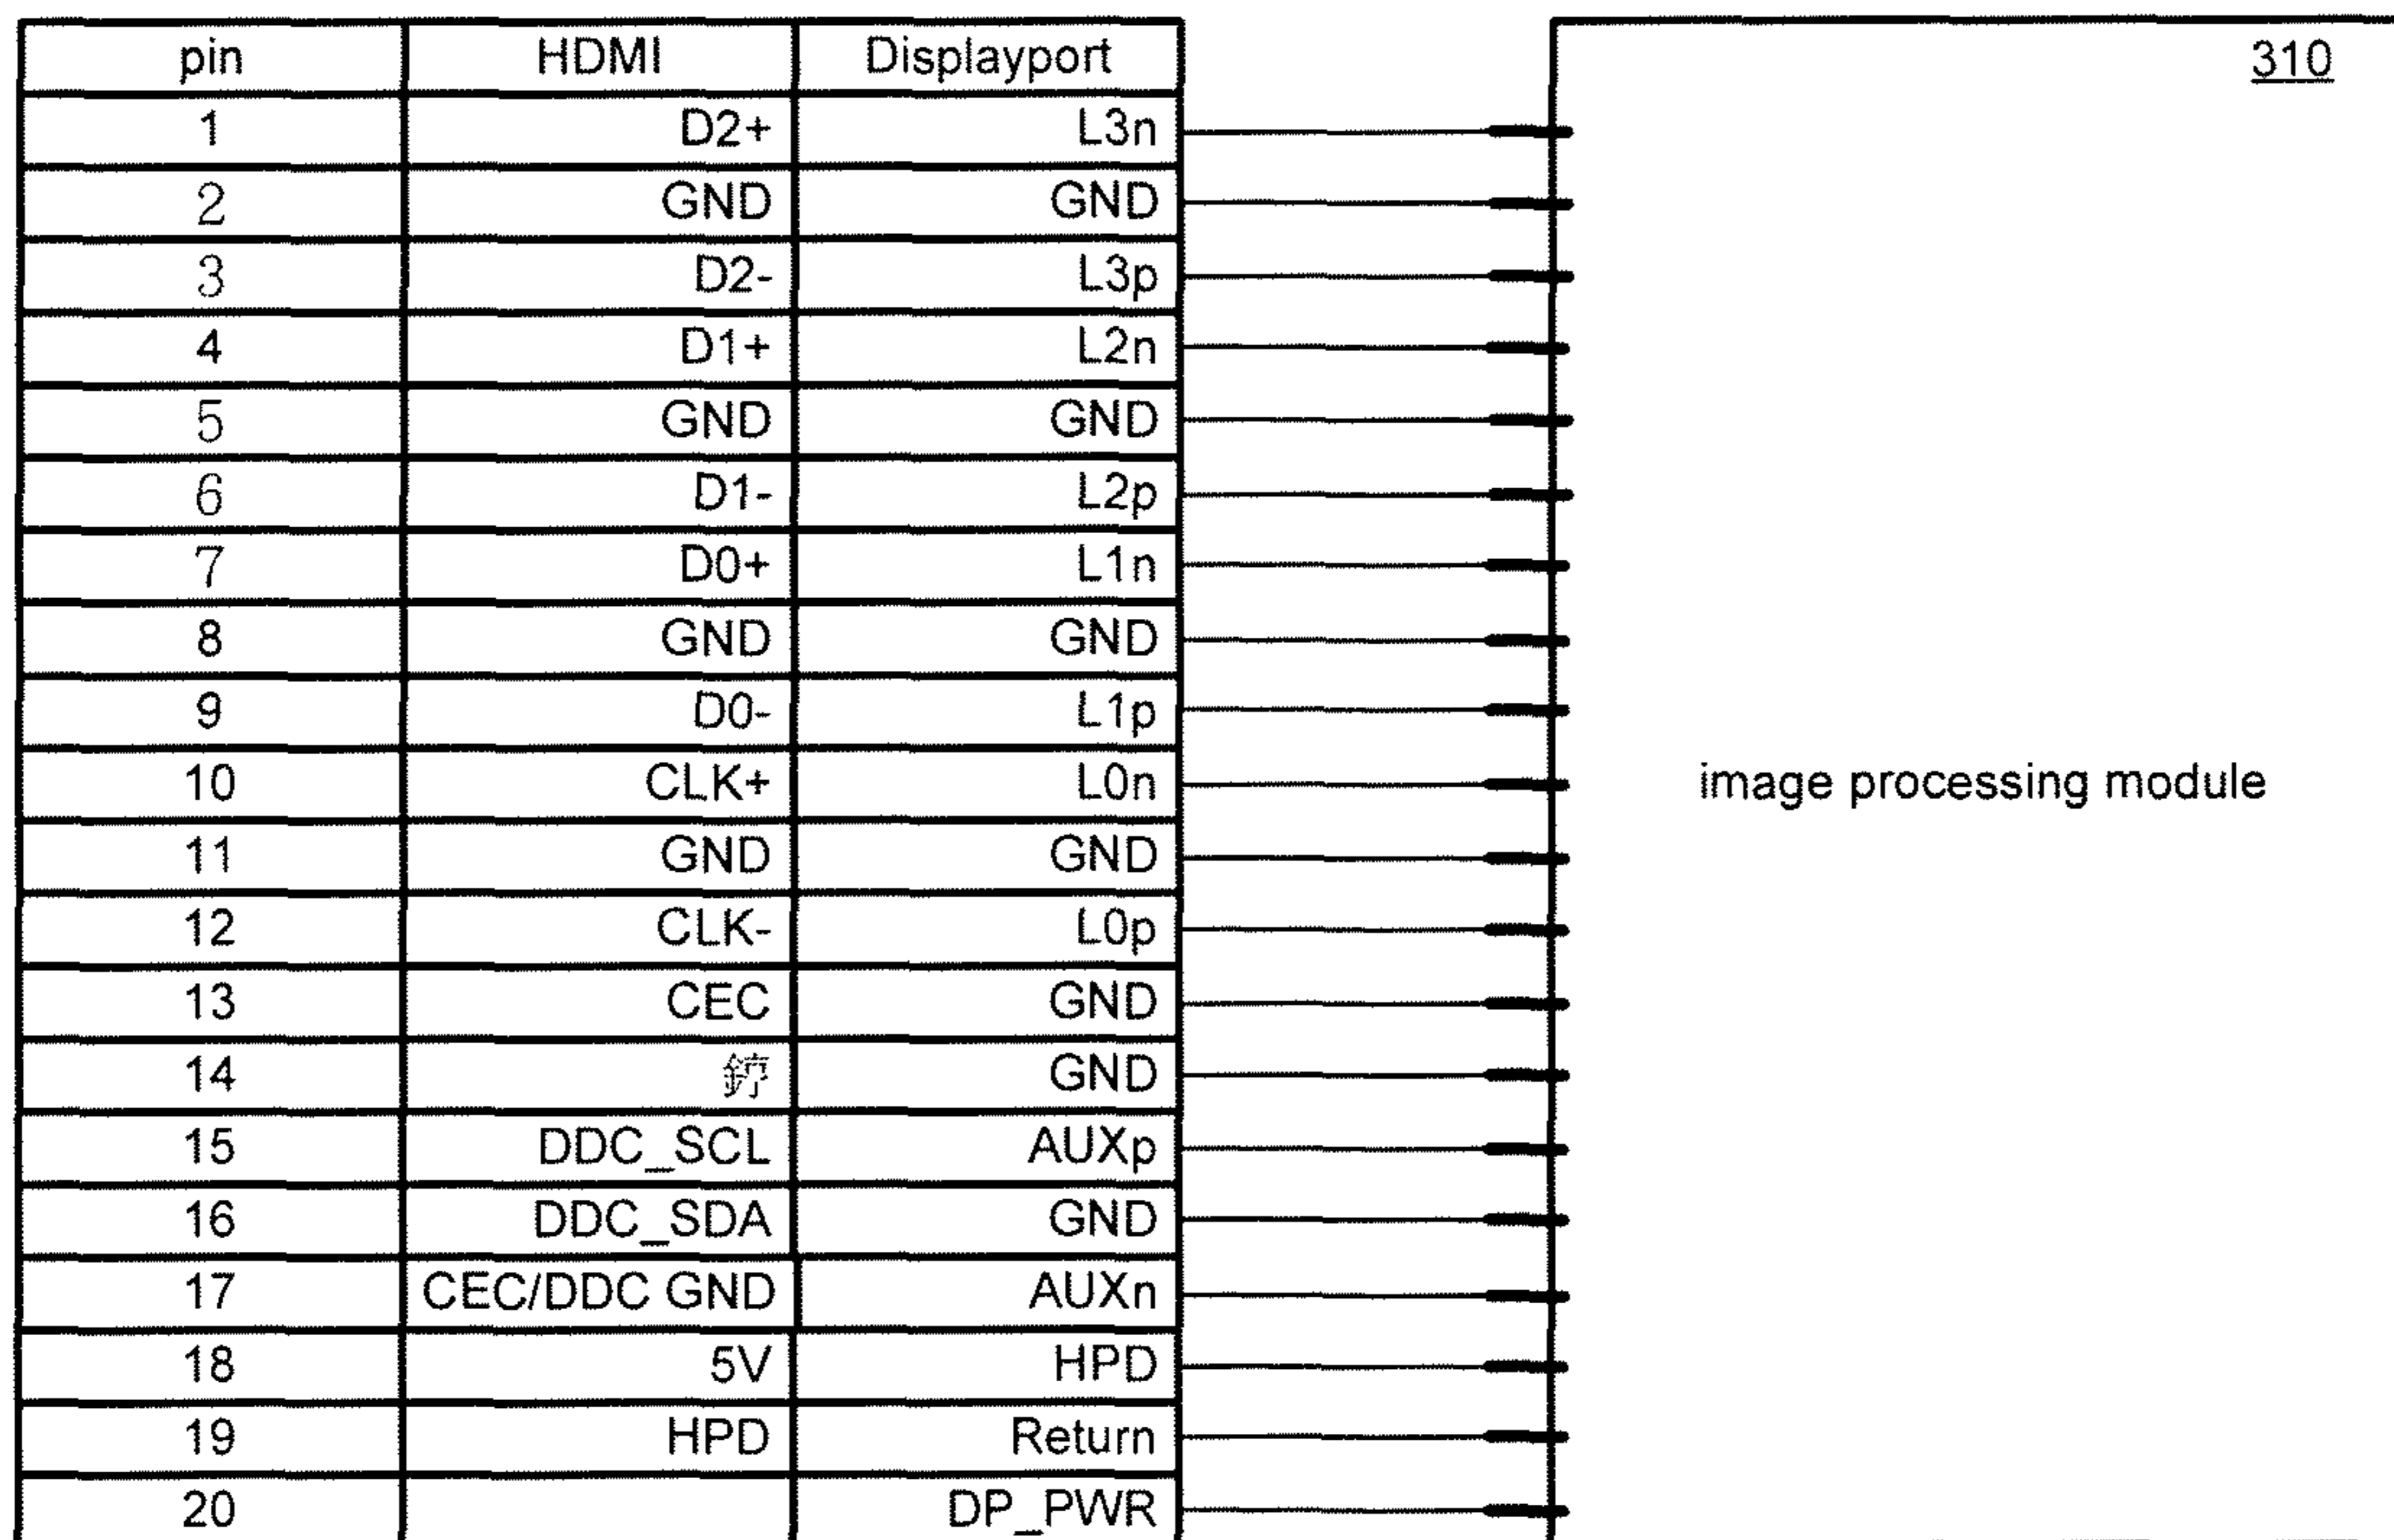 pin HDMI Displayport 310
1 D2+ L3n
2 GND GND
3 D2- L3p
4 D1+ L2n
5 GND GND
6 D1- L2p
7 D0+ L1n
8 GND GND
9 D0- L1p
10 CLK+ L0n image processing module
11 GND GND
12 CLK- L0p
13 CEC GND
14 GND
15 DDC_SCL AUXp
16 DDC_SDA GND
17 CEC/DDC GND AUXn
18 5V HPD
19 HPD Return
20 DP_PWR